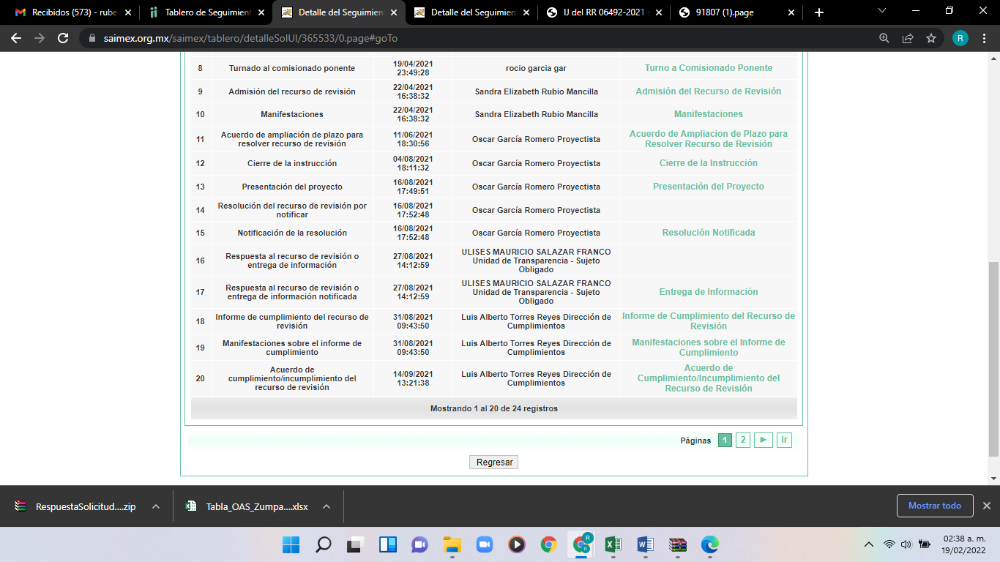 Recibidos (573) - rube
Tablero de Seguimient
Detalle del Seguimien
Detalle del Seguimien
IJ del RR 06492-2021 s
91807 (1).page
saimex.org.mx/saimex/tablero/detalleSolUI/365533/0.page#goTo
R
8 Turnado al comisionado ponente 19/04/2021 23:49:28 rocio garcia gar Turno a Comisionado Ponente
9 Admisión del recurso de revisión 22/04/2021 16:38:32 Sandra Elizabeth Rubio Mancilla Admisión del Recurso de Revisión
10 Manifestaciones 22/04/2021 16:38:32 Sandra Elizabeth Rubio Mancilla Manifestaciones
11 Acuerdo de ampliación de plazo para resolver recurso de revisión 11/06/2021 18:30:56 Oscar García Romero Proyectista Acuerdo de Ampliacion de Plazo para Resolver Recurso de Revisión
12 Cierre de la instrucción 04/08/2021 18:11:32 Oscar García Romero Proyectista Cierre de la Instrucción
13 Presentación del proyecto 16/08/2021 17:49:51 Oscar García Romero Proyectista Presentación del Proyecto
14 Resolución del recurso de revisión por notificar 16/08/2021 17:52:48 Oscar García Romero Proyectista
15 Notificación de la resolución 16/08/2021 17:52:48 Oscar García Romero Proyectista Resolución Notificada
16 Respuesta al recurso de revisión o entrega de información 27/08/2021 14:12:59 ULISES MAURICIO SALAZAR FRANCO Unidad de Transparencia - Sujeto Obligado
17 Respuesta al recurso de revisión o entrega de información notificada 27/08/2021 14:12:59 ULISES MAURICIO SALAZAR FRANCO Unidad de Transparencia - Sujeto Obligado Entrega de Información
18 Informe de cumplimiento del recurso de revisión 31/08/2021 09:43:50 Luis Alberto Torres Reyes Dirección de Cumplimientos Informe de Cumplimiento del Recurso de Revisión
19 Manifestaciones sobre el informe de cumplimiento 31/08/2021 09:43:50 Luis Alberto Torres Reyes Dirección de Cumplimientos Manifestaciones sobre el Informe de Cumplimiento
20 Acuerdo de cumplimiento/incumplimiento del recurso de revisión 14/09/2021 13:21:38 Luis Alberto Torres Reyes Dirección de Cumplimientos Acuerdo de Cumplimiento/Incumplimiento del Recurso de Revisión
Mostrando 1 al 20 de 24 registros
Páginas 1 2 Ir
Regresar
RespuestaSolicitud....zip
Tabla_OAS_Zumpa....xlsx
Mostrar todo
02:38 a. m.
19/02/2022